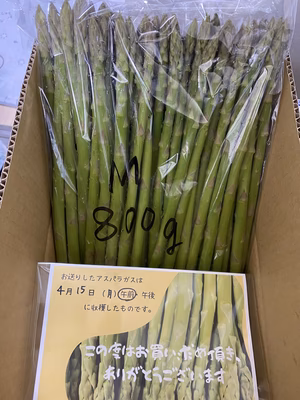 M
800g
お送りしたアスパラガスは
4月15日(月)午前・午後
に収穫したものです。
この度はお買い求め頂き、
ありがとうございます